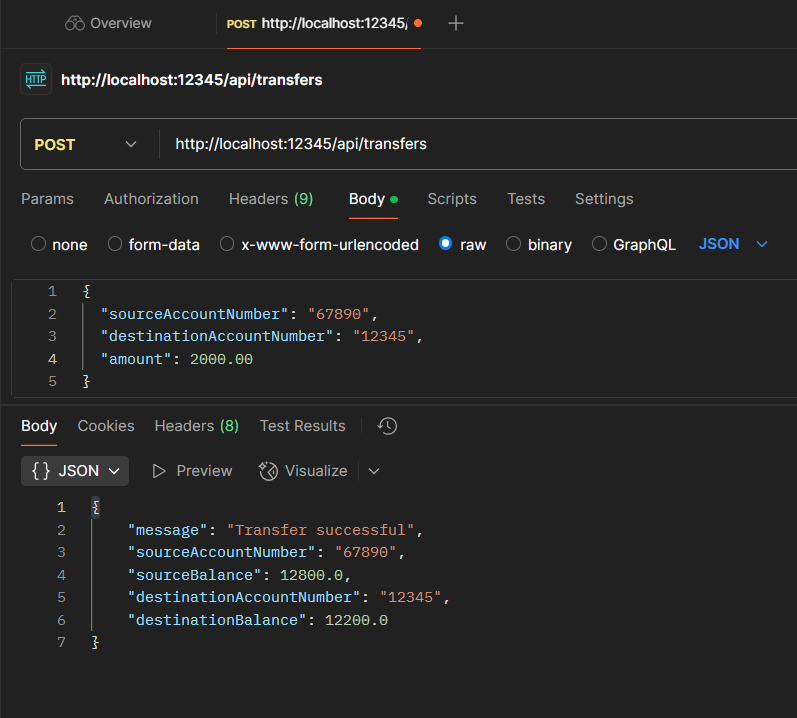 Overview POST http://localhost:12345/
HTTP http://localhost:12345/api/transfers
POST http://localhost:12345/api/transfers
Params Authorization Headers (9) Body Scripts Tests Settings
none form-data x-www-form-urlencoded raw binary GraphQL JSON
1 {
2 "sourceAccountNumber": "67890",
3 "destinationAccountNumber": "12345",
4 "amount": 2000.00
5 }
Body Cookies Headers (8) Test Results
{} JSON Preview Visualize
1 {
2 "message": "Transfer successful",
3 "sourceAccountNumber": "67890",
4 "sourceBalance": 12800.0,
5 "destinationAccountNumber": "12345",
6 "destinationBalance": 12200.0
7 }